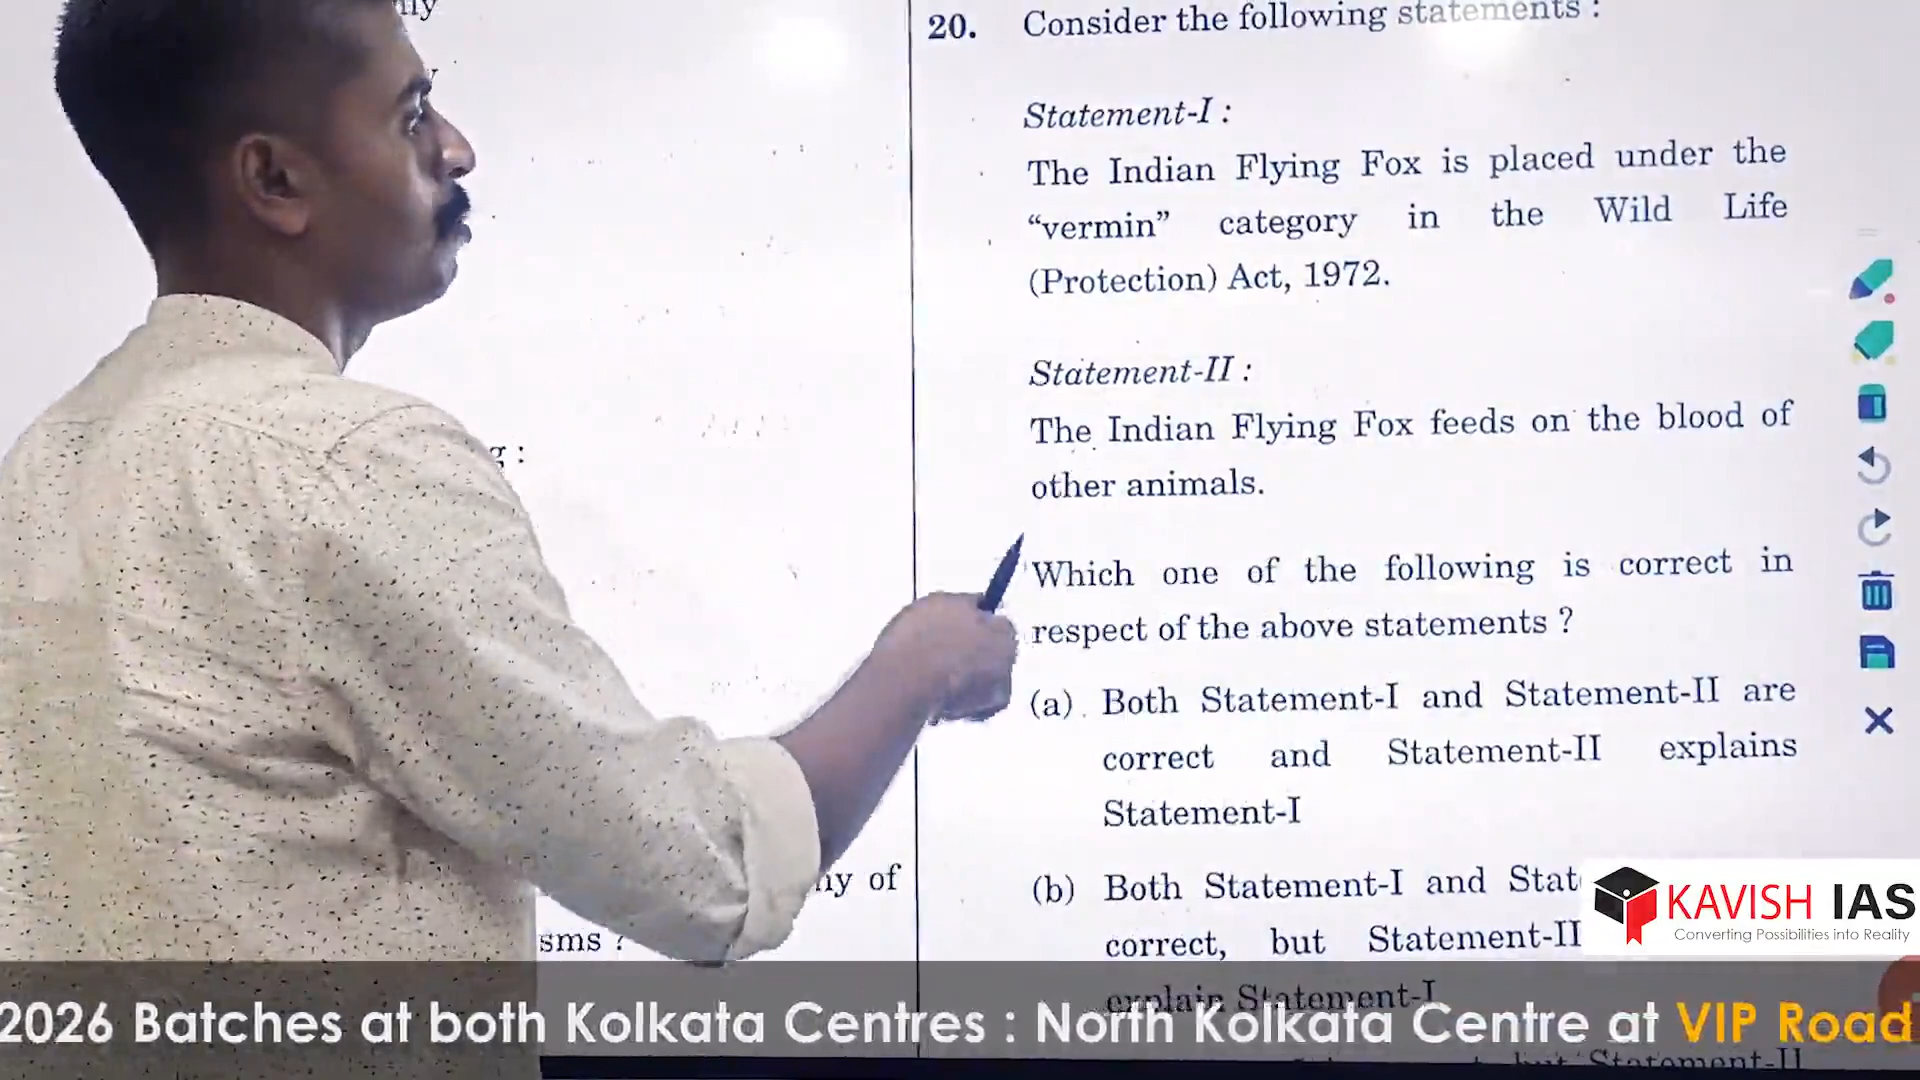 20. Consider the following statements :
Statement-I :
The Indian Flying Fox is placed under the
“vermin” category in the Wild Life
(Protection) Act, 1972.
Statement-II :
The Indian Flying Fox feeds on the blood of
other animals.
Which one of the following is correct in
respect of the above statements ?
(a) Both Statement-I and Statement-II are
correct and Statement-II explains
Statement-I
(b) Both Statement-I and
correct, but Statement-II
explain Statement-I
of
sms ?
KAVISH IAS
Converting Possibilities into Reality
2026 Batches at both Kolkata Centres : North Kolkata Centre at VIP Road